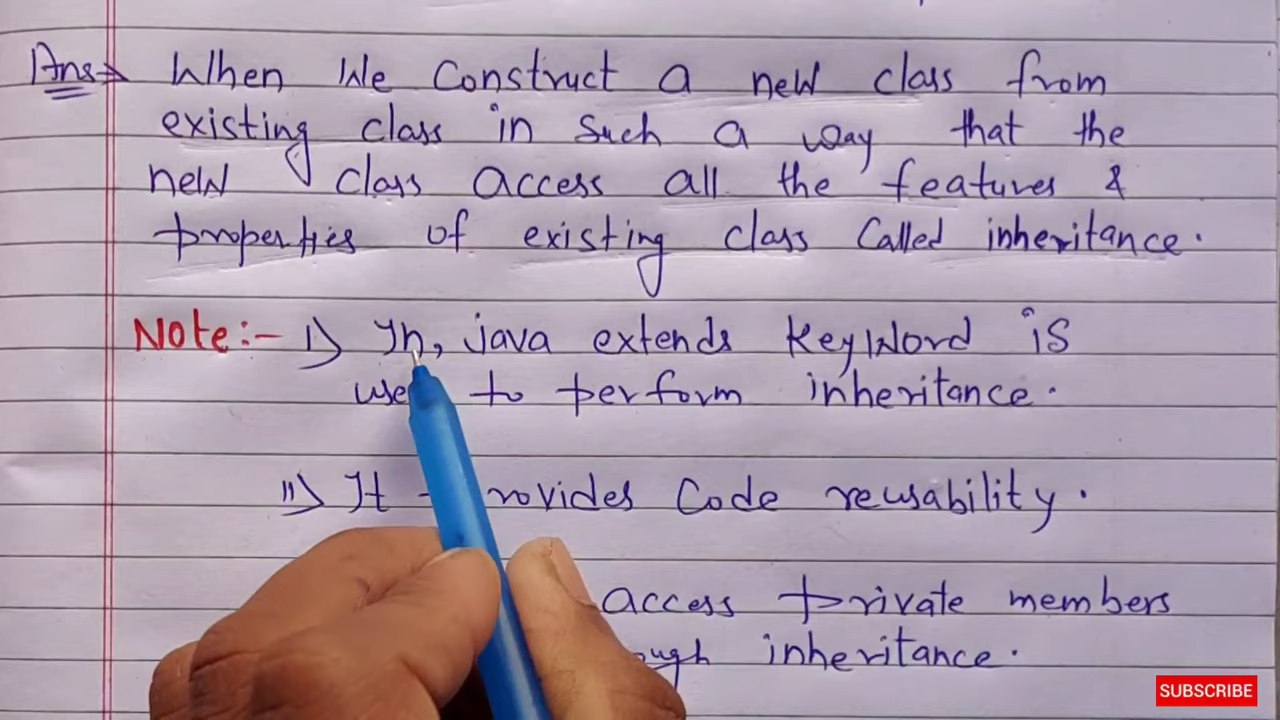 Ans→ When We Construct a new class from
existing class in such a way that the
new class access all the features &
properties of existing class Called inheritance.
Note:- 1) In, java extends KeyWord is
to perform inheritance.
11) It Code reusability.
access private members
inheritance.
SUBSCRIBE